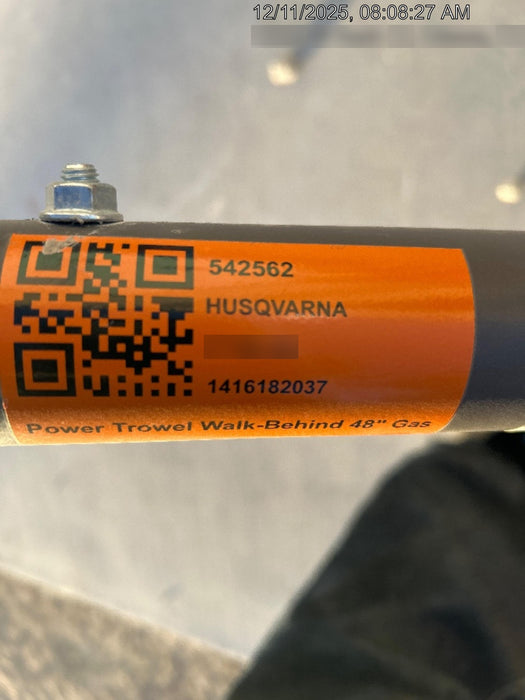 12/11/2025, 08:08:27 AM
542562
HUSQVARNA
1416182037
Power Trowel Walk-Behind 48" Gas